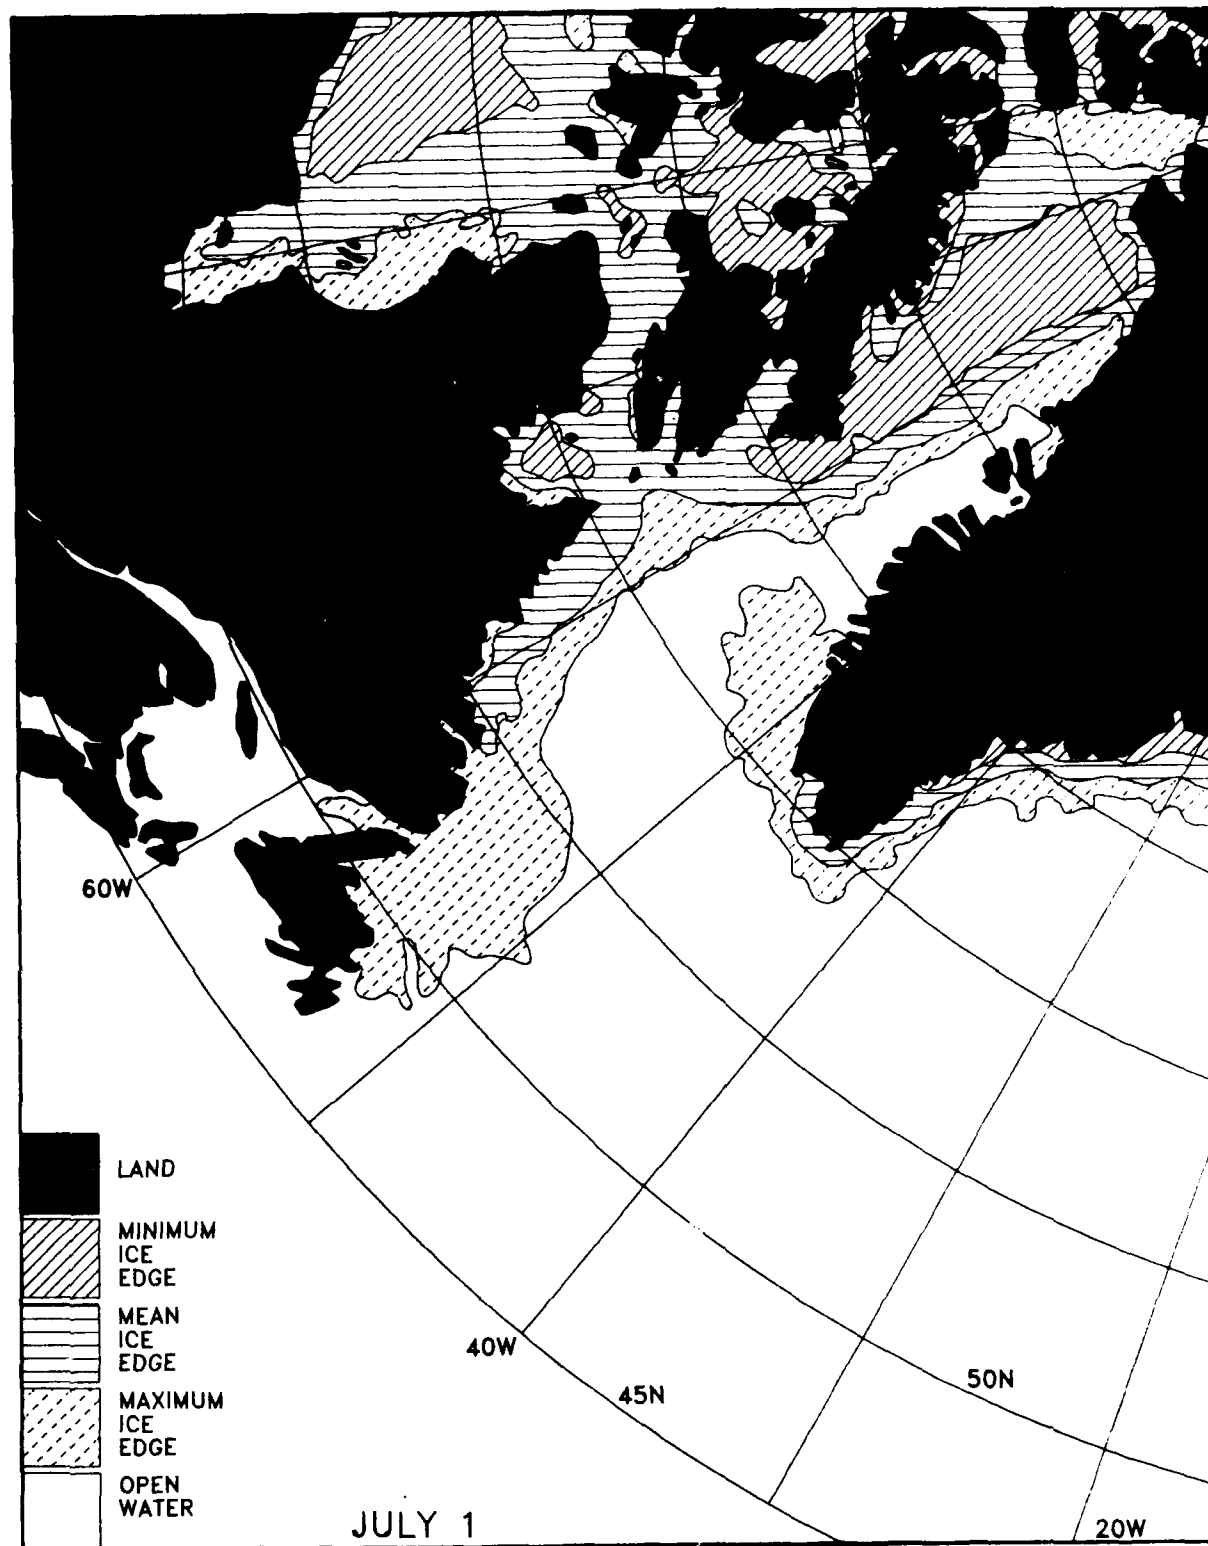 60W
LAND
MINIMUM
ICE
EDGE
MEAN
ICE
EDGE
MAXIMUM
ICE
EDGE
OPEN
WATER
40W
45N
50N
20W
JULY 1